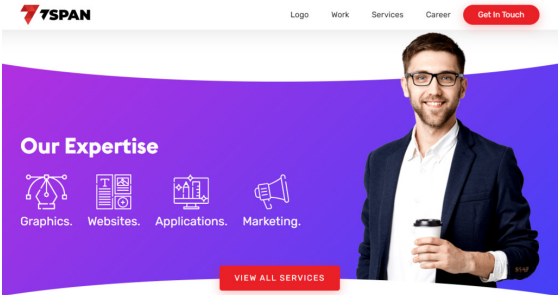 7SPAN
Logo Work Services Career Get In Touch
Our Expertise
Graphics. Websites. Applications. Marketing.
VIEW ALL SERVICES